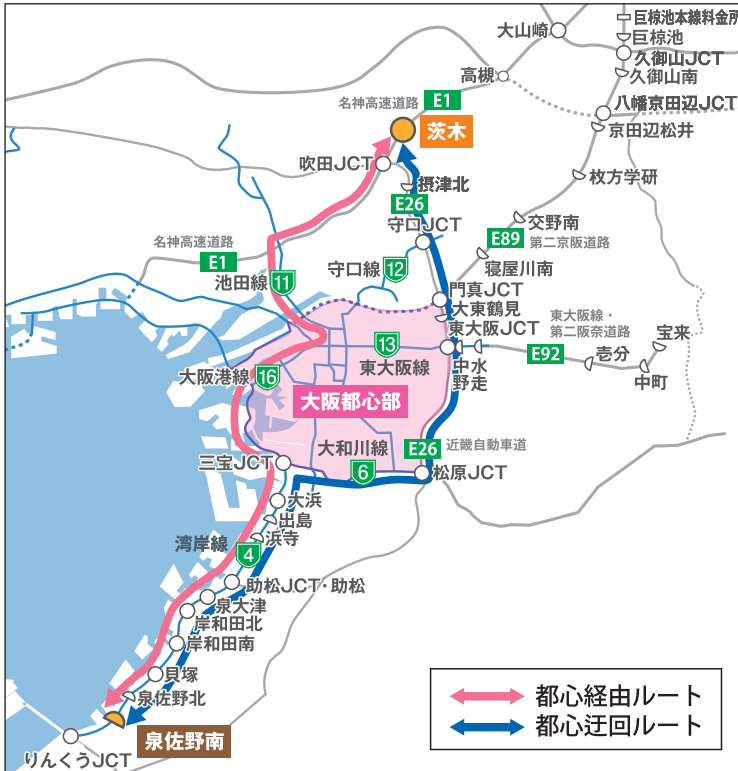 巨椋池本線料金所
大山崎
巨椋池
久御山JCT
高槻
久御山南
名神高速道路
E1
八幡京田辺JCT
茨木
京田辺松井
吹田JCT
摂津北
枚方学研
E26
守口JCT
交野南
名神高速道路
E89
第二京阪道路
E1
守口線
12
寝屋川南
池田線
11
門真JCT
大東鶴見
東大阪線・
第二阪奈道路
東大阪JCT
宝来
13
壱分
E92
大阪港線
16
東大阪線
中野
水走
中町
大阪都心部
大和川線
E26
近畿自動車道
三宝JCT
6
松原JCT
大浜
出島
湾岸線
浜寺
4
助松JCT・助松
泉大津
岸和田北
岸和田南
貝塚
泉佐野北
都心経由ルート
都心迂回ルート
泉佐野南
りんくうJCT